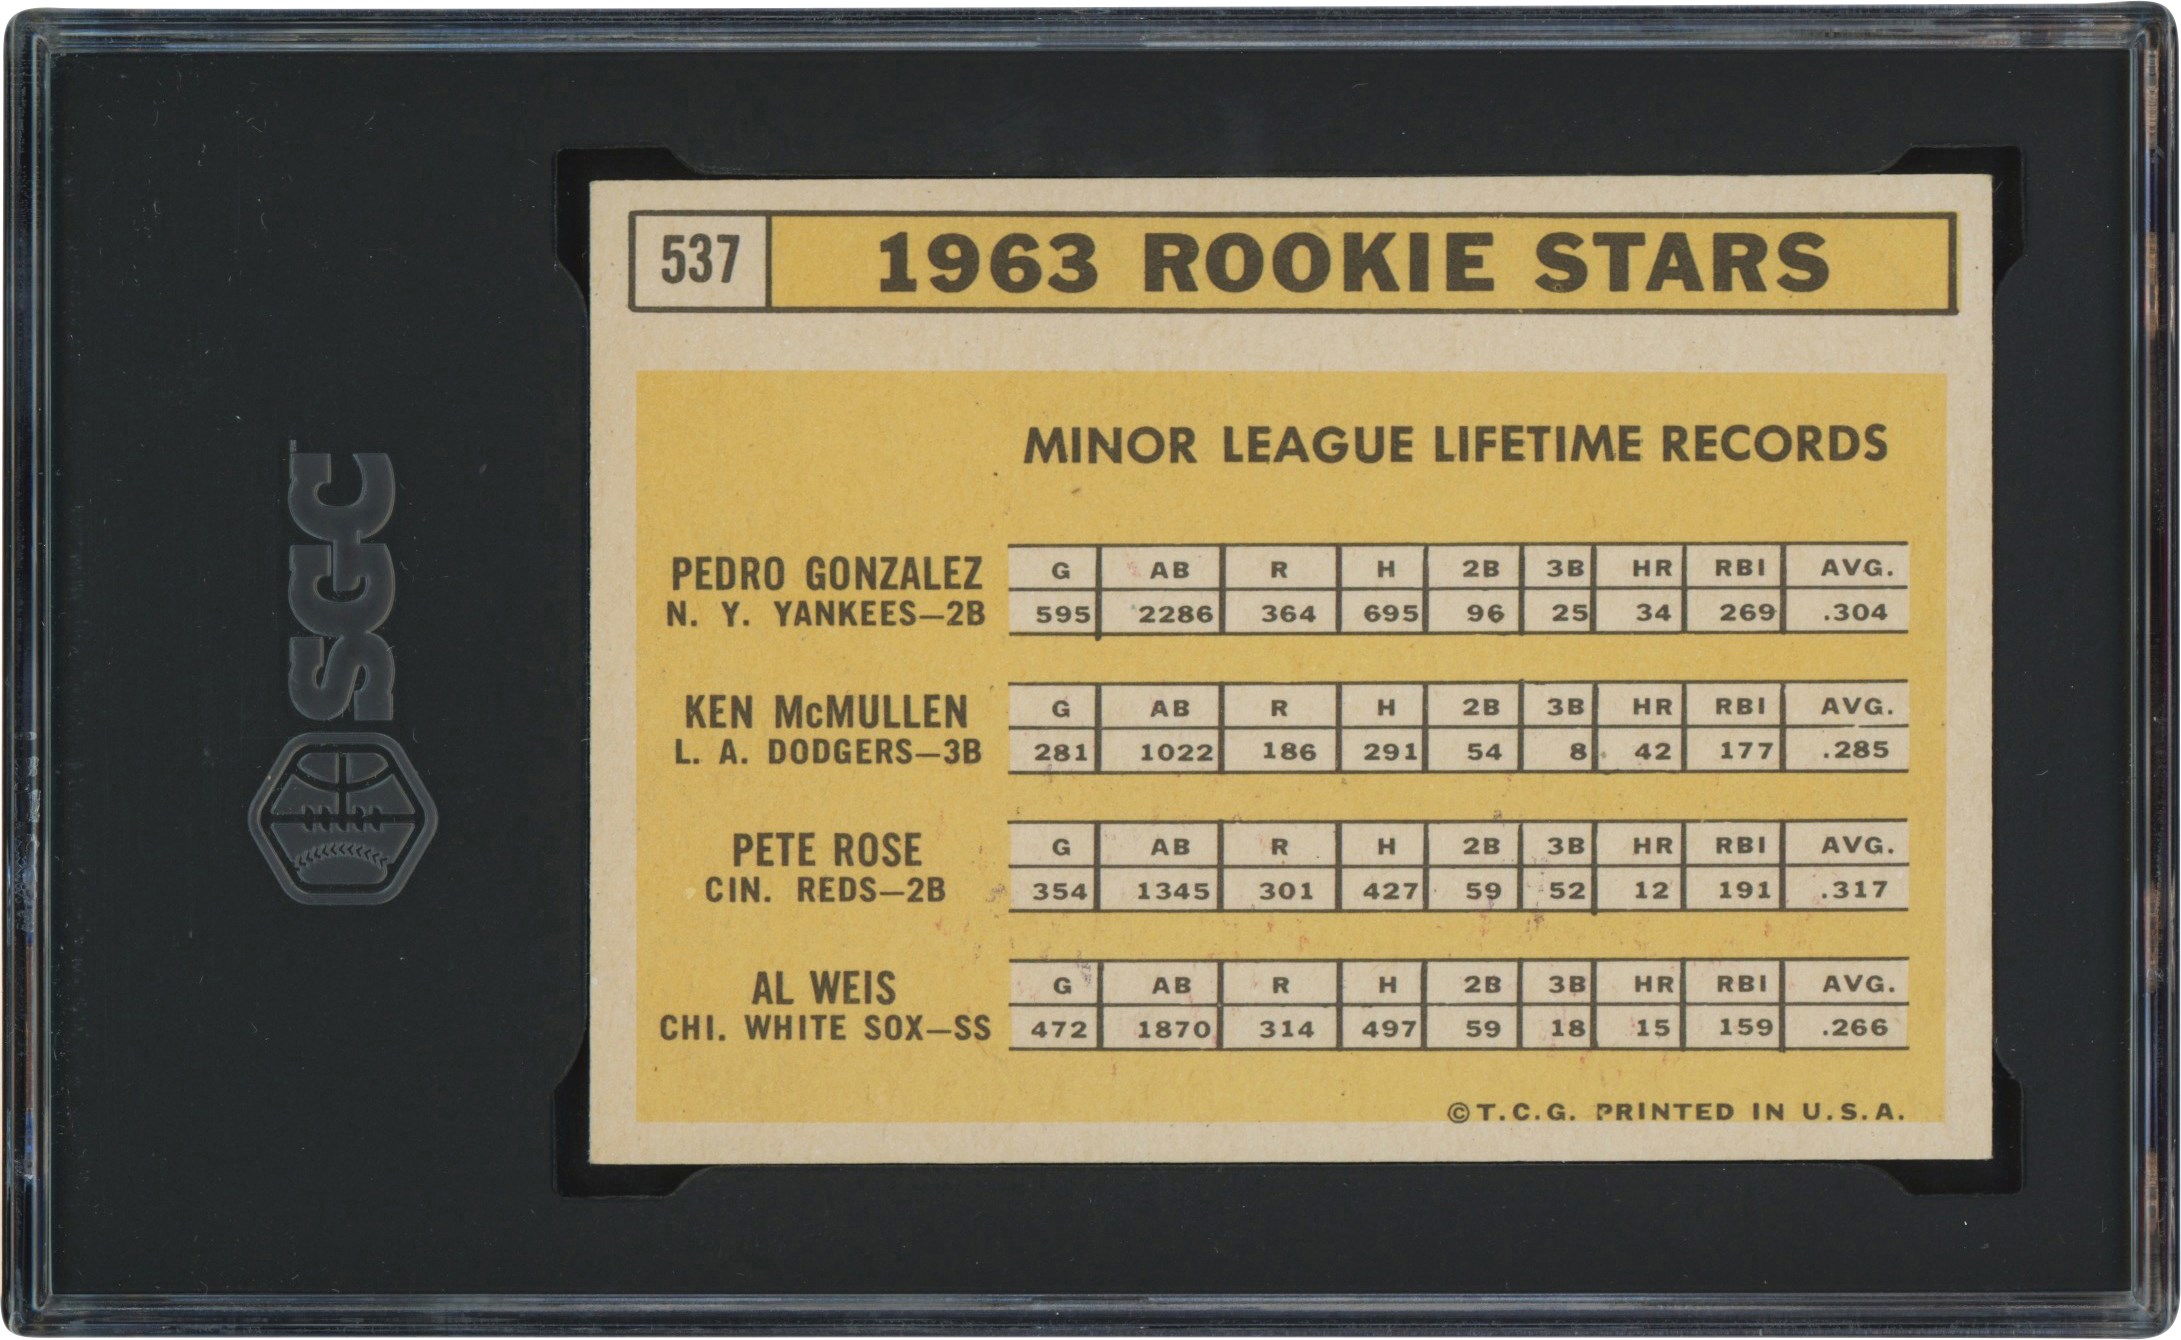 537 1963 ROOKIE STARS
MINOR LEAGUE LIFETIME RECORDS
PEDRO GONZALEZ G AB R H 2B 3B HR RBI AVG.
N. Y. YANKEES—2B 595 2286 364 695 96 25 34 269 .304
KEN McMULLEN G AB R H 2B 3B HR RBI AVG.
L. A. DODGERS—3B 281 1022 186 291 54 8 42 177 .285
PETE ROSE G AB R H 2B 3B HR RBI AVG.
CIN. REDS—2B 354 1345 301 427 59 52 12 191 .317
AL WEIS G AB R H 2B 3B HR RBI AVG.
CHI. WHITE SOX—SS 472 1870 314 497 59 18 15 159 .266
©T.C.G. PRINTED IN U.S.A.
SGC